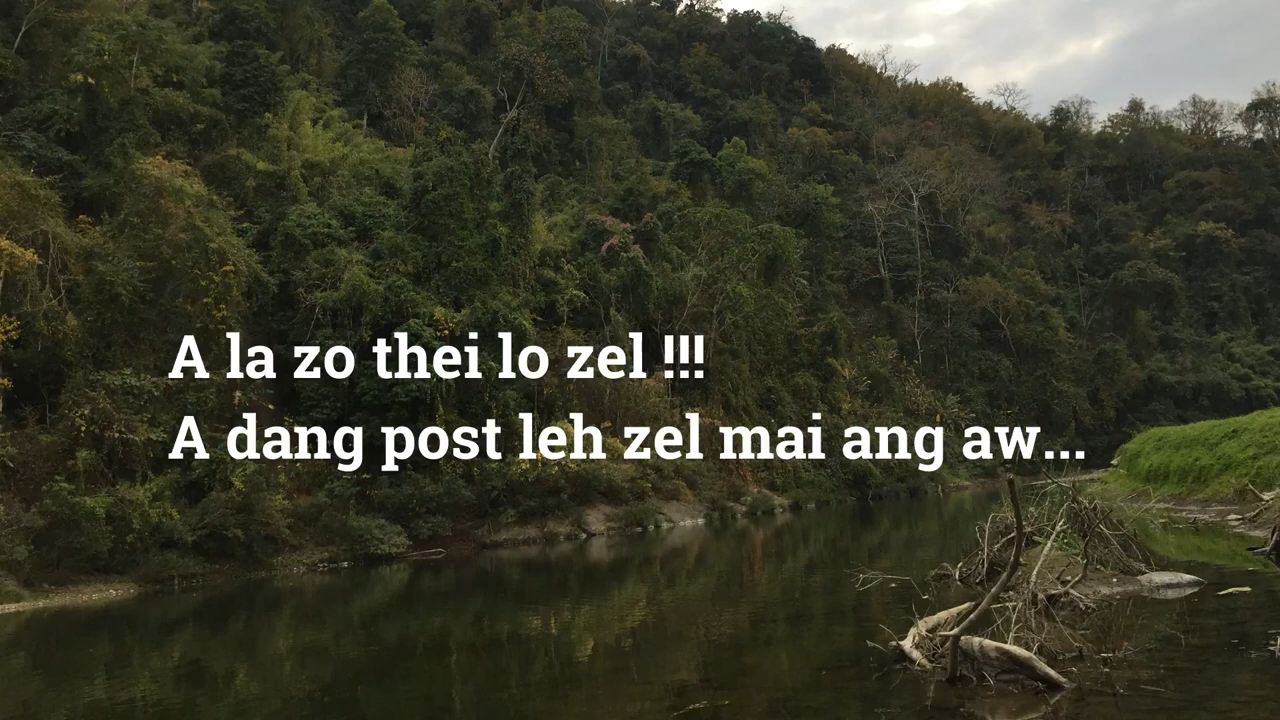 A la zo thei lo zel !!!
A dang post leh zel mai ang aw...